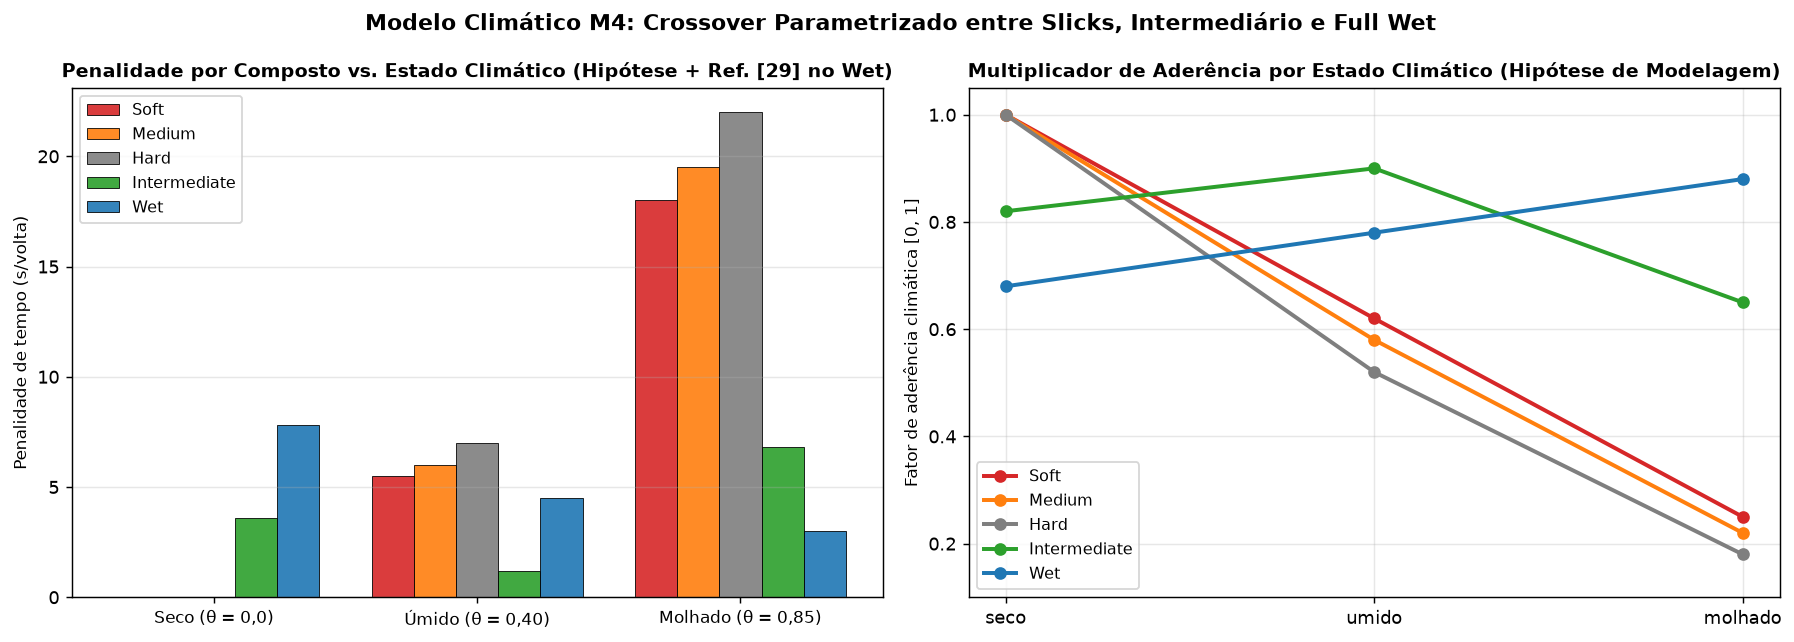 Modelo Climático M4: Crossover Parametrizado entre Slicks, Intermediário e Full Wet
Penalidade por Composto vs. Estado Climático (Hipótese + Ref. [29] no Wet)
Penalidade de tempo (s/volta)
20
15
10
5
0
Soft
Medium
Hard
Intermediate
Wet
Seco (θ = 0,0)
Úmido (θ = 0,40)
Molhado (θ = 0,85)
Multiplicador de Aderência por Estado Climático (Hipótese de Modelagem)
Fator de aderência climática [0, 1]
1.0
0.8
0.6
0.4
0.2
Soft
Medium
Hard
Intermediate
Wet
seco
umido
molhado